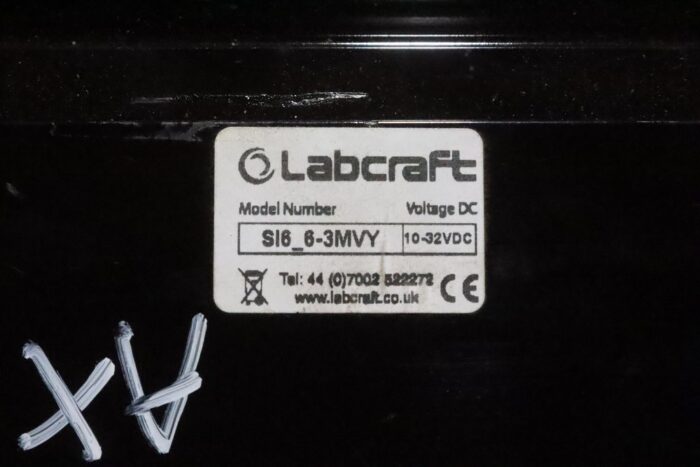 Labcraft
Model Number Voltage DC
SI6_6-3MVY 10-32VDC
Tel: 44 (0)7002 522272
www.labcraft.co.uk
CE